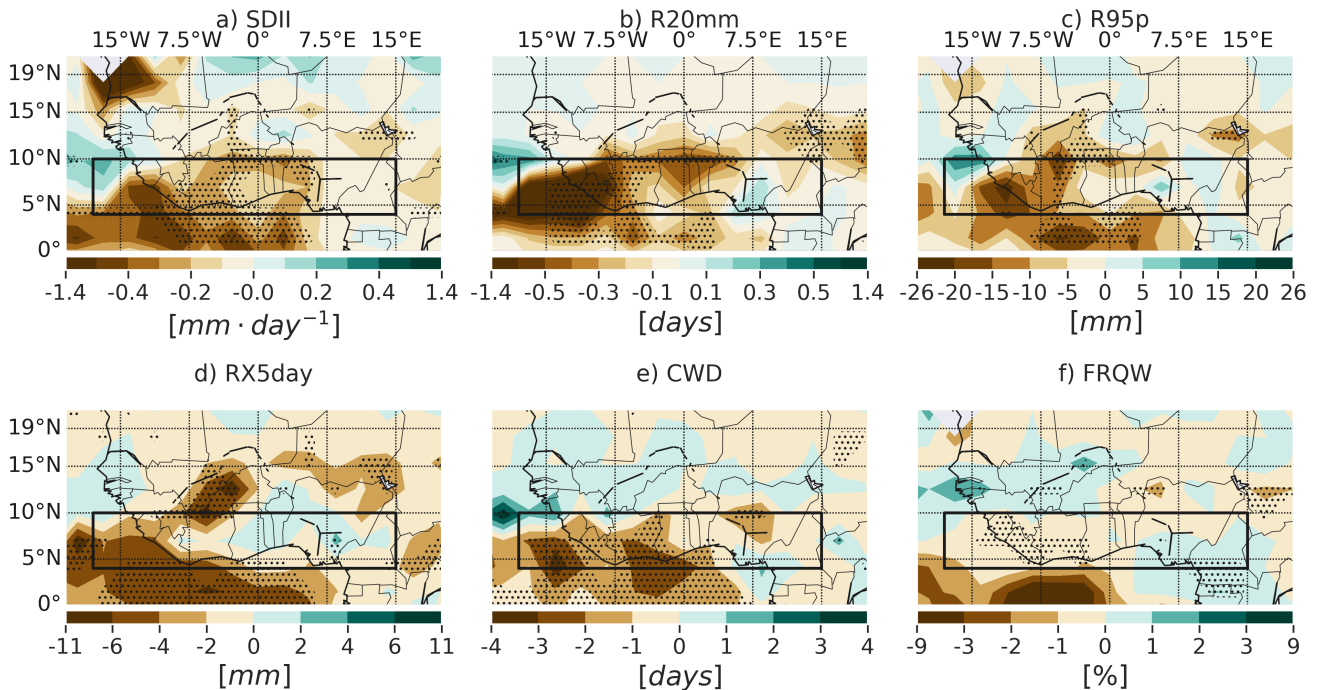 a) SDII
b) R20mm
c) R95p
15°W 7.5°W 0° 7.5°E 15°E
15°W 7.5°W 0° 7.5°E 15°E
15°W 7.5°W 0° 7.5°E 15°E
19°N
15°N
10°N
5°N
0°
-1.4 -0.4 -0.0 0.2 0.4 1.4
-1.4 -0.5 -0.3 -0.1 0.1 0.3 0.5 1.4
-26 -20 -15 -10 -5 0 5 10 15 20 26
[mm · day⁻¹]
[days]
[mm]
d) RX5day
e) CWD
f) FRQW
19°N
15°N
10°N
5°N
0°
-11 -6 -4 -2 0 2 4 6 11
-4 -3 -2 -1 0 1 2 3 4
-9 -3 -2 -1 0 1 2 3 9
[mm]
[days]
[%]